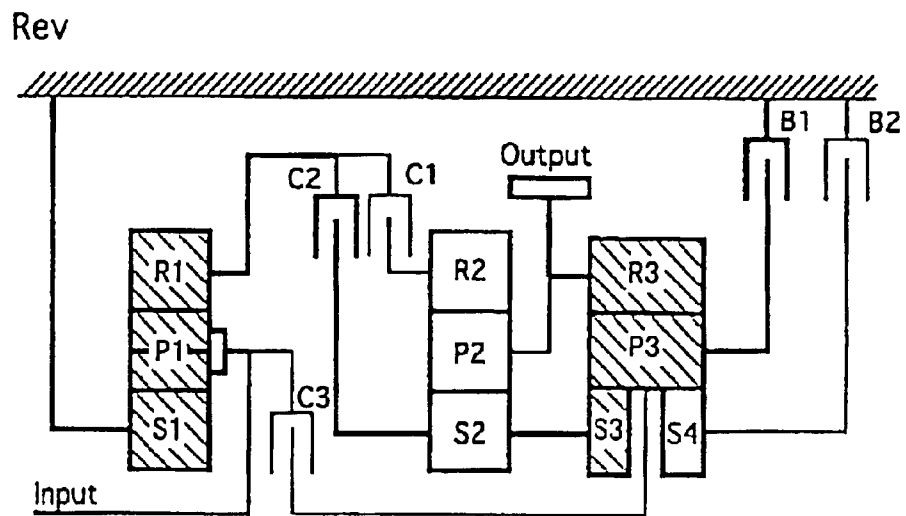 Rev
B1
B2
Output
C2
C1
R1
R2
R3
P1
P2
P3
C3
S1
S2
S3
S4
Input